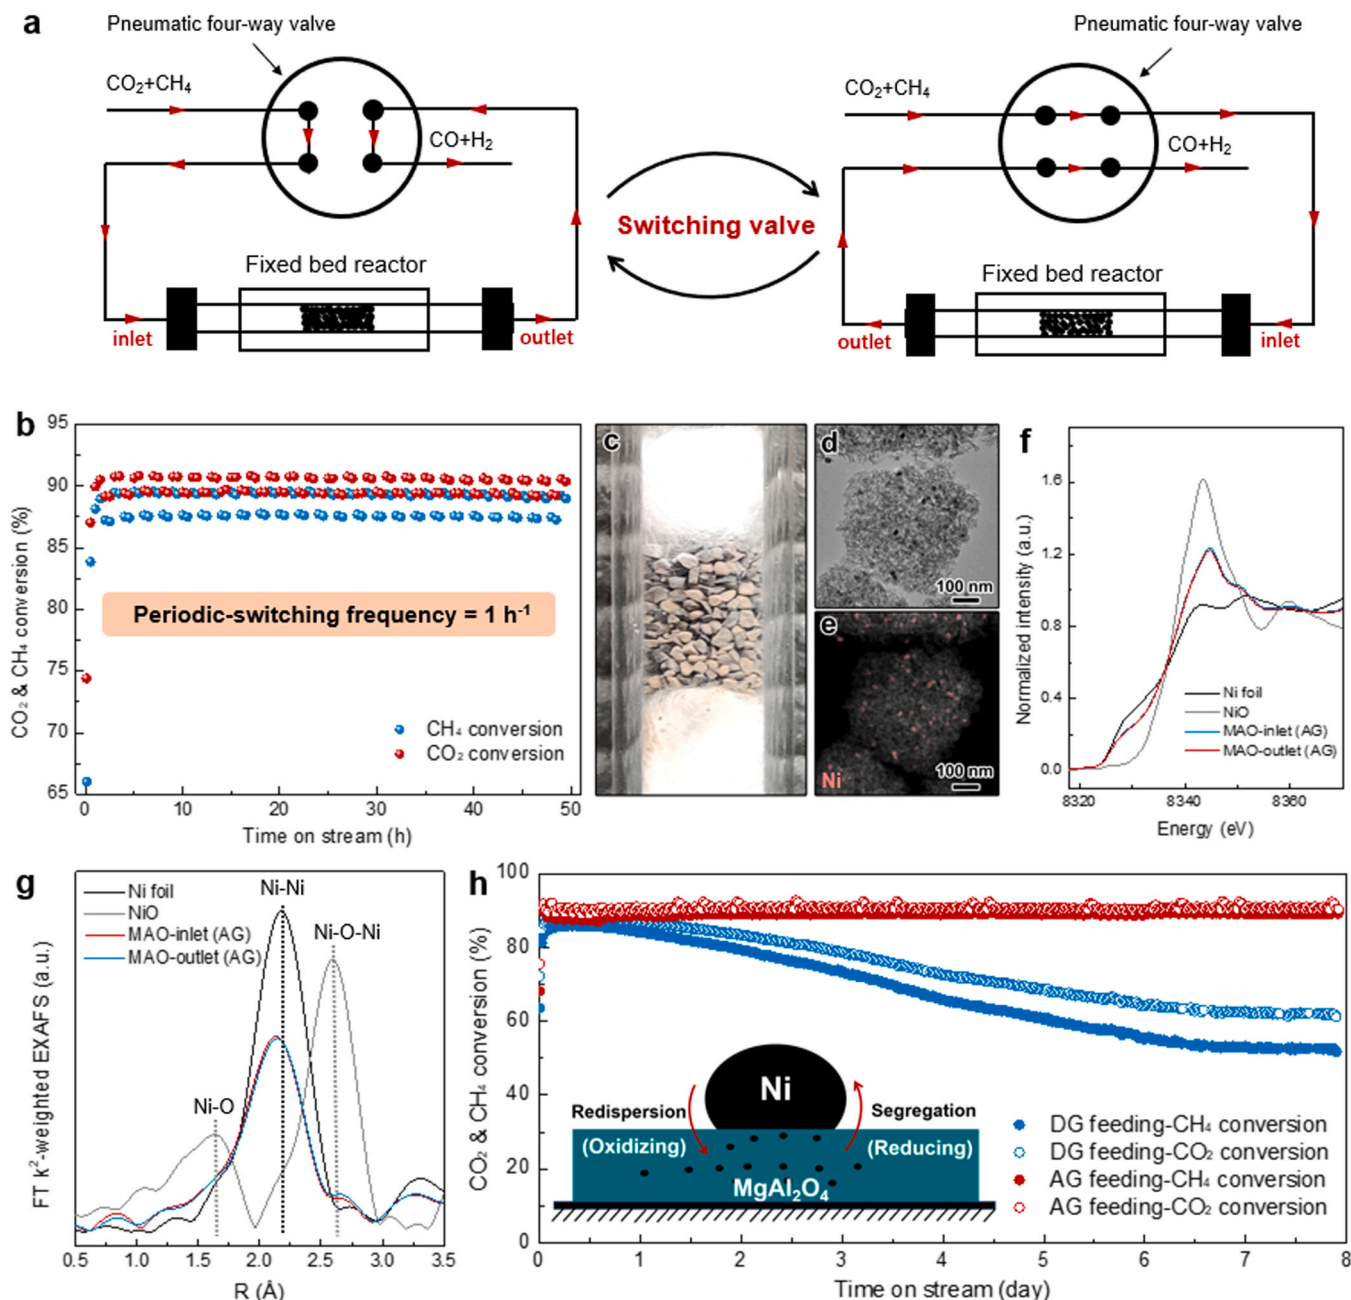 a
Pneumatic four-way valve
CO₂+CH₄
CO+H₂
Fixed bed reactor
inlet
outlet
Switching valve
Pneumatic four-way valve
CO₂+CH₄
CO+H₂
Fixed bed reactor
outlet
inlet
b
CO₂ & CH₄ conversion (%)
95
90
85
80
75
70
65
Periodic-switching frequency = 1 h⁻¹
CH₄ conversion
CO₂ conversion
0 10 20 30 40 50
Time on stream (h)
c
d
100 nm
e
Ni
100 nm
f
Normalized intensity (a.u.)
1.6
1.2
0.8
0.4
0.0
Ni foil
NiO
MAO-inlet (AG)
MAO-outlet (AG)
8320 8340 8360
Energy (eV)
g
FT k²-weighted EXAFS (a.u.)
Ni foil
NiO
MAO-inlet (AG)
MAO-outlet (AG)
Ni-Ni
Ni-O-Ni
Ni-O
0.5 1.0 1.5 2.0 2.5 3.0 3.5
R (Å)
h
CO₂ & CH₄ conversion (%)
100
80
60
40
20
0
Ni
Redispersion
(Oxidizing)
Segregation
(Reducing)
MgAl₂O₄
DG feeding-CH₄ conversion
DG feeding-CO₂ conversion
AG feeding-CH₄ conversion
AG feeding-CO₂ conversion
0 1 2 3 4 5 6 7 8
Time on stream (day)